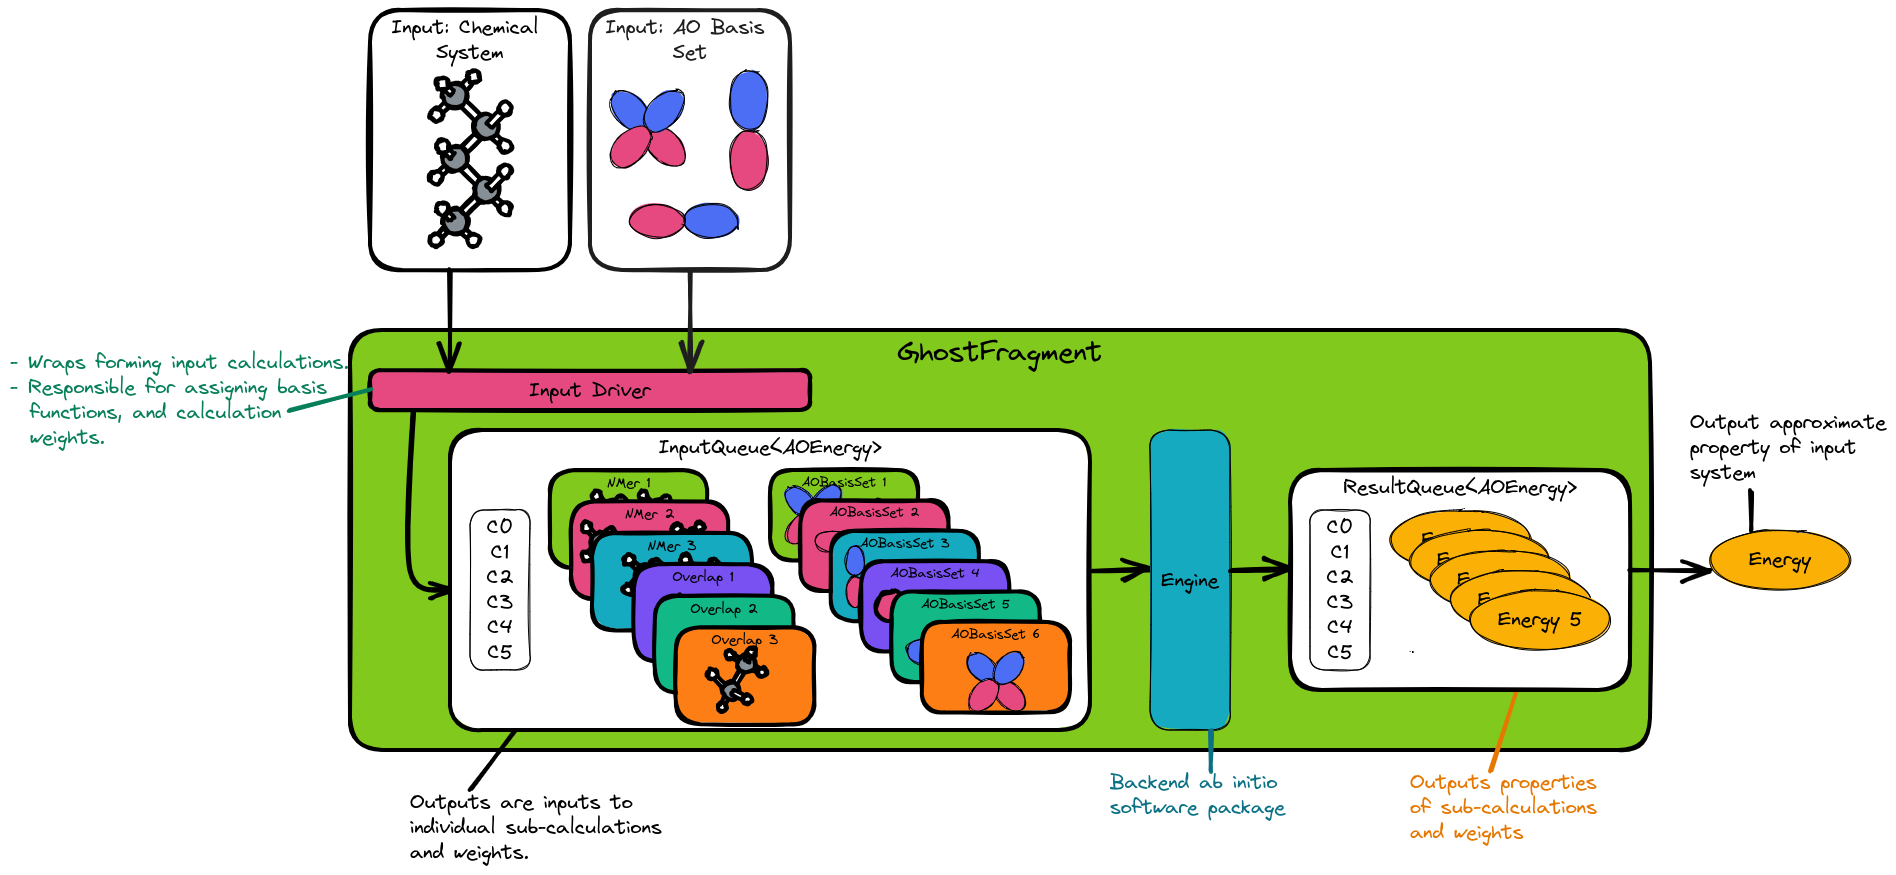 Input: Chemical
System
Input: AO Basis
Set
- Wraps forming input calculations.
- Responsible for assigning basis
functions, and calculation
weights.
GhostFragment
Input Driver
InputQueue<AOEnergy>
C0
C1
C2
C3
C4
C5
NMer 1
NMer 2
NMer 3
Overlap 1
Overlap 2
Overlap 3
AOBasisSet 1
AOBasisSet 2
AOBasisSet 3
AOBasisSet 4
AOBasisSet 5
AOBasisSet 6
Engine
ResultQueue<AOEnergy>
C0
C1
C2
C3
C4
C5
Energy 5
Output approximate
property of input
system
Energy
Outputs are inputs to
individual sub-calculations
and weights.
Backend ab initio
software package
Outputs properties
of sub-calculations
and weights